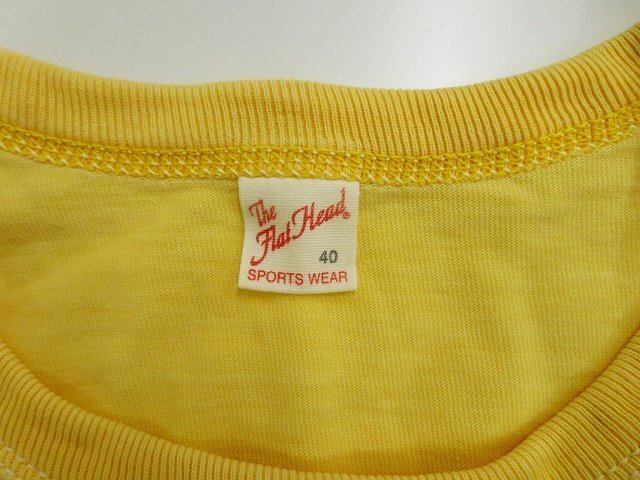 The
Flat Head®
40
SPORTS WEAR